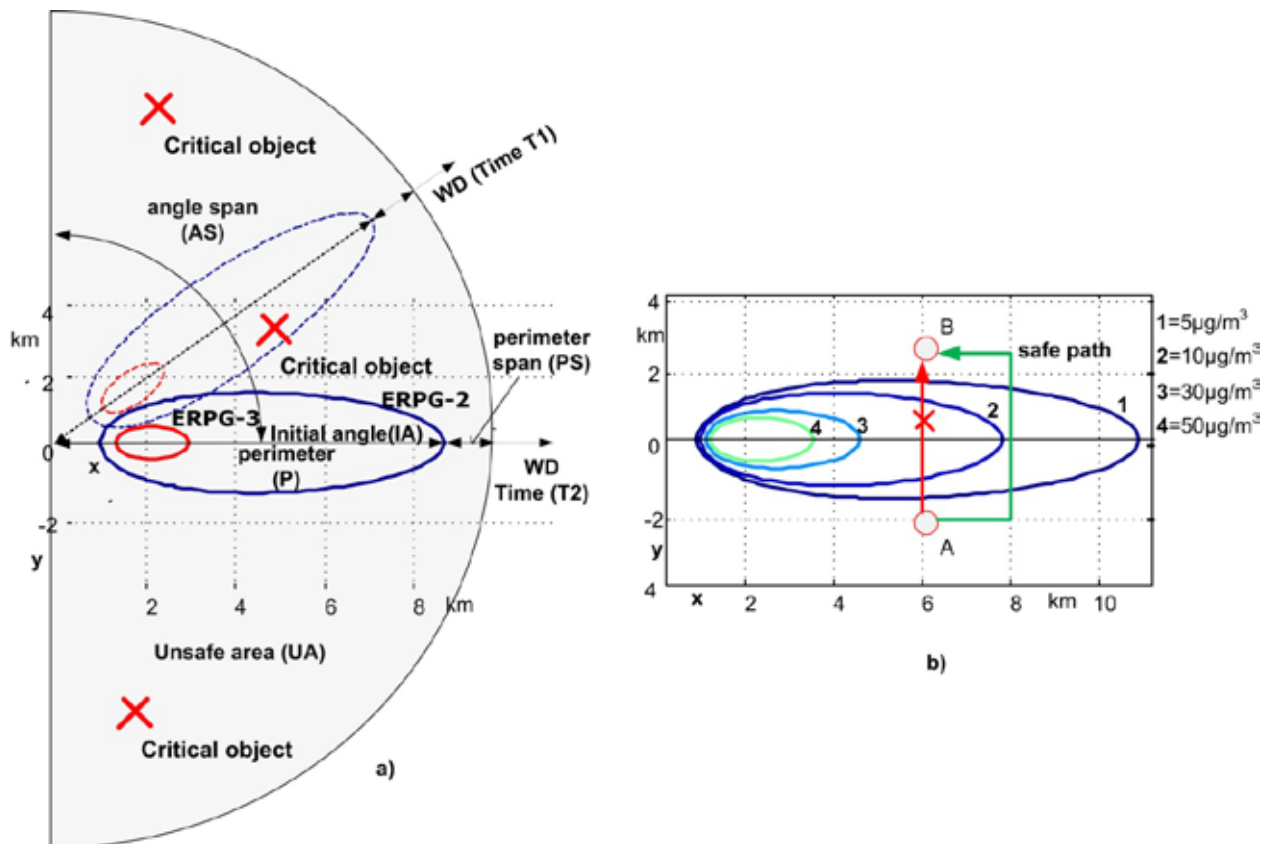 Critical object
angle span
(AS)
WD (Time T1)
4
km
perimeter
span (PS)
Critical object
2
ERPG-3
ERPG-2
Initial angle(IA)
perimeter
(P)
0
x
WD
Time (T2)
-2
y
2
4
6
8
km
Unsafe area (UA)
Critical object
a)
4
km
2
0
-2
y
4
B
safe path
1
2
3
4
A
x
2
4
6
8
km
10
1=5µg/m³
2=10µg/m³
3=30µg/m³
4=50µg/m³
b)